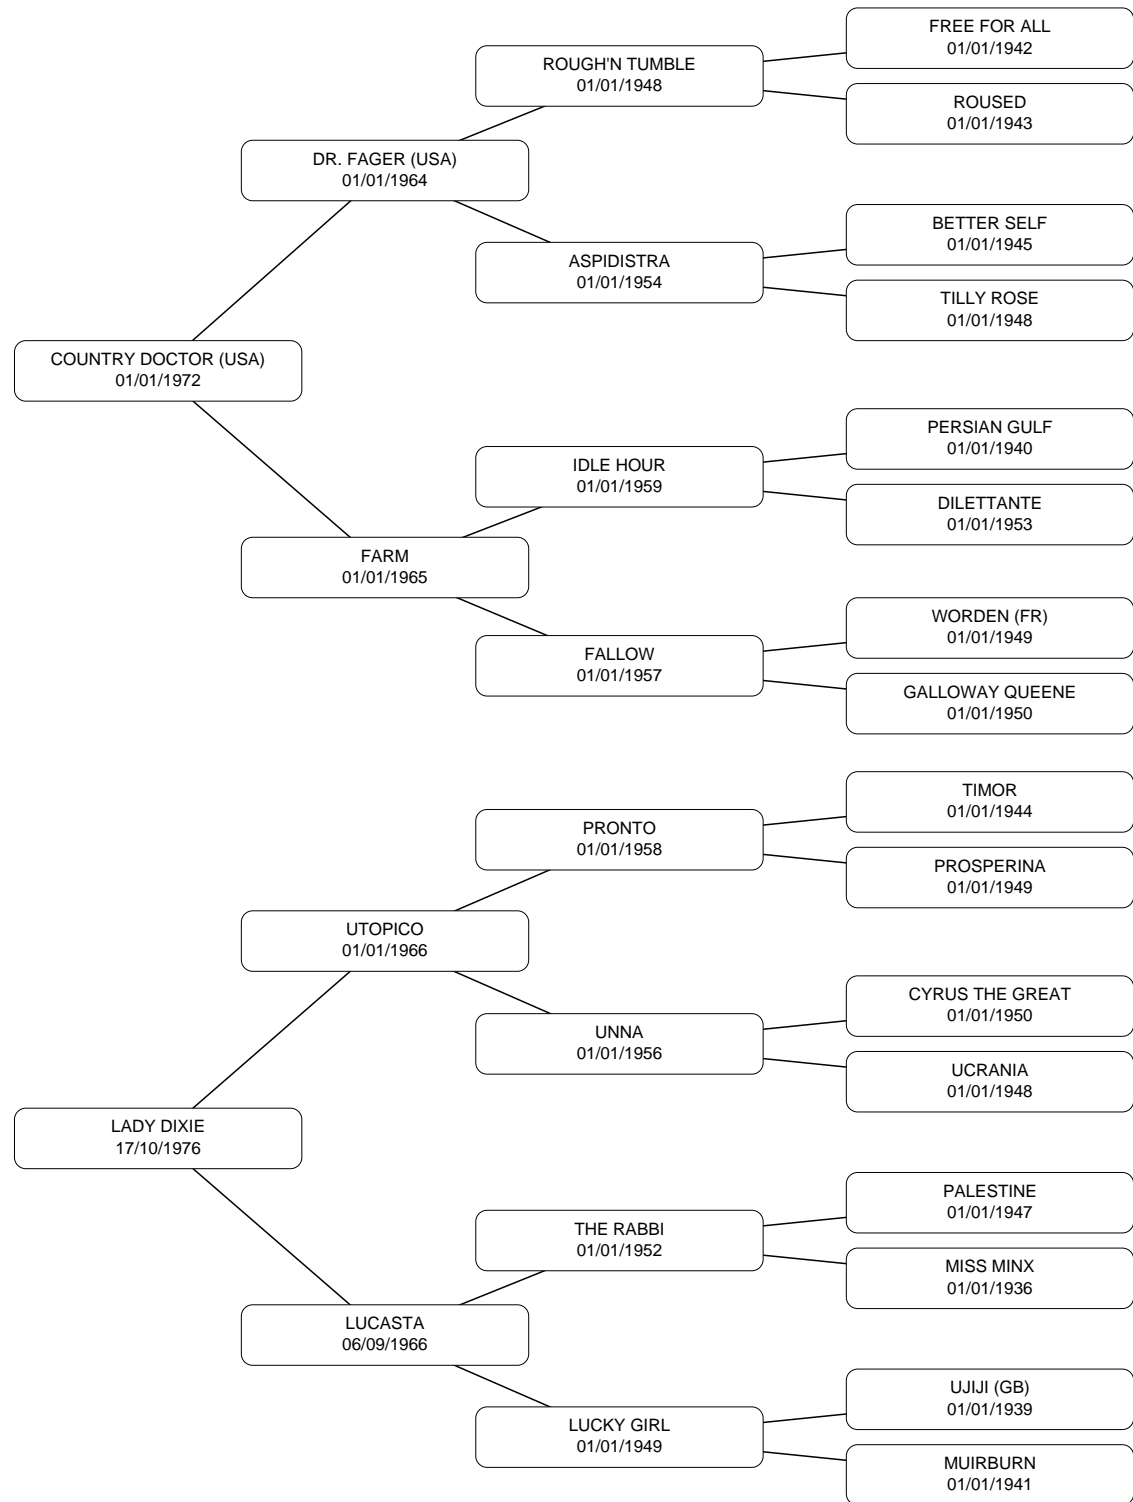 FREE FOR ALL
01/01/1942
ROUGH'N TUMBLE
01/01/1948
ROUSED
01/01/1943
DR. FAGER (USA)
01/01/1964
BETTER SELF
01/01/1945
ASPIDISTRA
01/01/1954
TILLY ROSE
01/01/1948
COUNTRY DOCTOR (USA)
01/01/1972
PERSIAN GULF
01/01/1940
IDLE HOUR
01/01/1959
DILETTANTE
01/01/1953
FARM
01/01/1965
WORDEN (FR)
01/01/1949
FALLOW
01/01/1957
GALLOWAY QUEENE
01/01/1950
TIMOR
01/01/1944
PRONTO
01/01/1958
PROSPERINA
01/01/1949
UTOPICO
01/01/1966
CYRUS THE GREAT
01/01/1950
UNNA
01/01/1956
UCRANIA
01/01/1948
LADY DIXIE
17/10/1976
PALESTINE
01/01/1947
THE RABBI
01/01/1952
MISS MINX
01/01/1936
LUCASTA
06/09/1966
UJIJI (GB)
01/01/1939
LUCKY GIRL
01/01/1949
MUIRBURN
01/01/1941